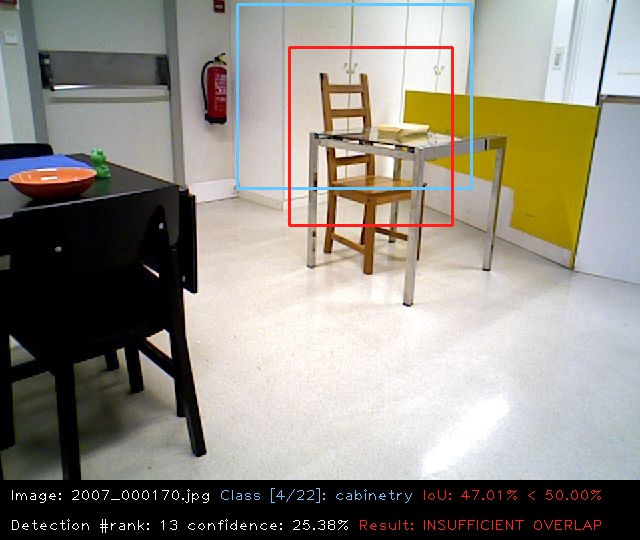 Image: 2007_000170.jpg Class [4/22]: cabinetry IoU: 47.01% < 50.00%
Detection #rank: 13 confidence: 25.38% Result: INSUFFICIENT OVERLAP